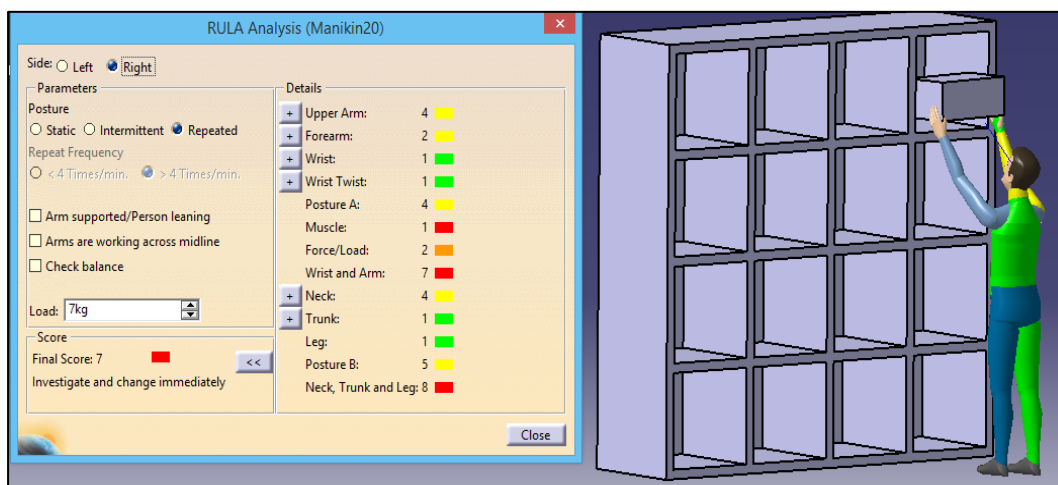 RULA Analysis (Manikin20)
Side: Left Right
Parameters
Posture
Static Intermittent Repeated
Repeat Frequency
< 4 Times/min. > 4 Times/min.
Arm supported/Person leaning
Arms are working across midline
Check balance
Load: 7kg
Score
Final Score: 7
<<
Investigate and change immediately
Details
+ Upper Arm: 4
+ Forearm: 2
+ Wrist: 1
+ Wrist Twist: 1
Posture A: 4
Muscle: 1
Force/Load: 2
Wrist and Arm: 7
+ Neck: 4
+ Trunk: 1
Leg: 1
Posture B: 5
Neck, Trunk and Leg: 8
Close